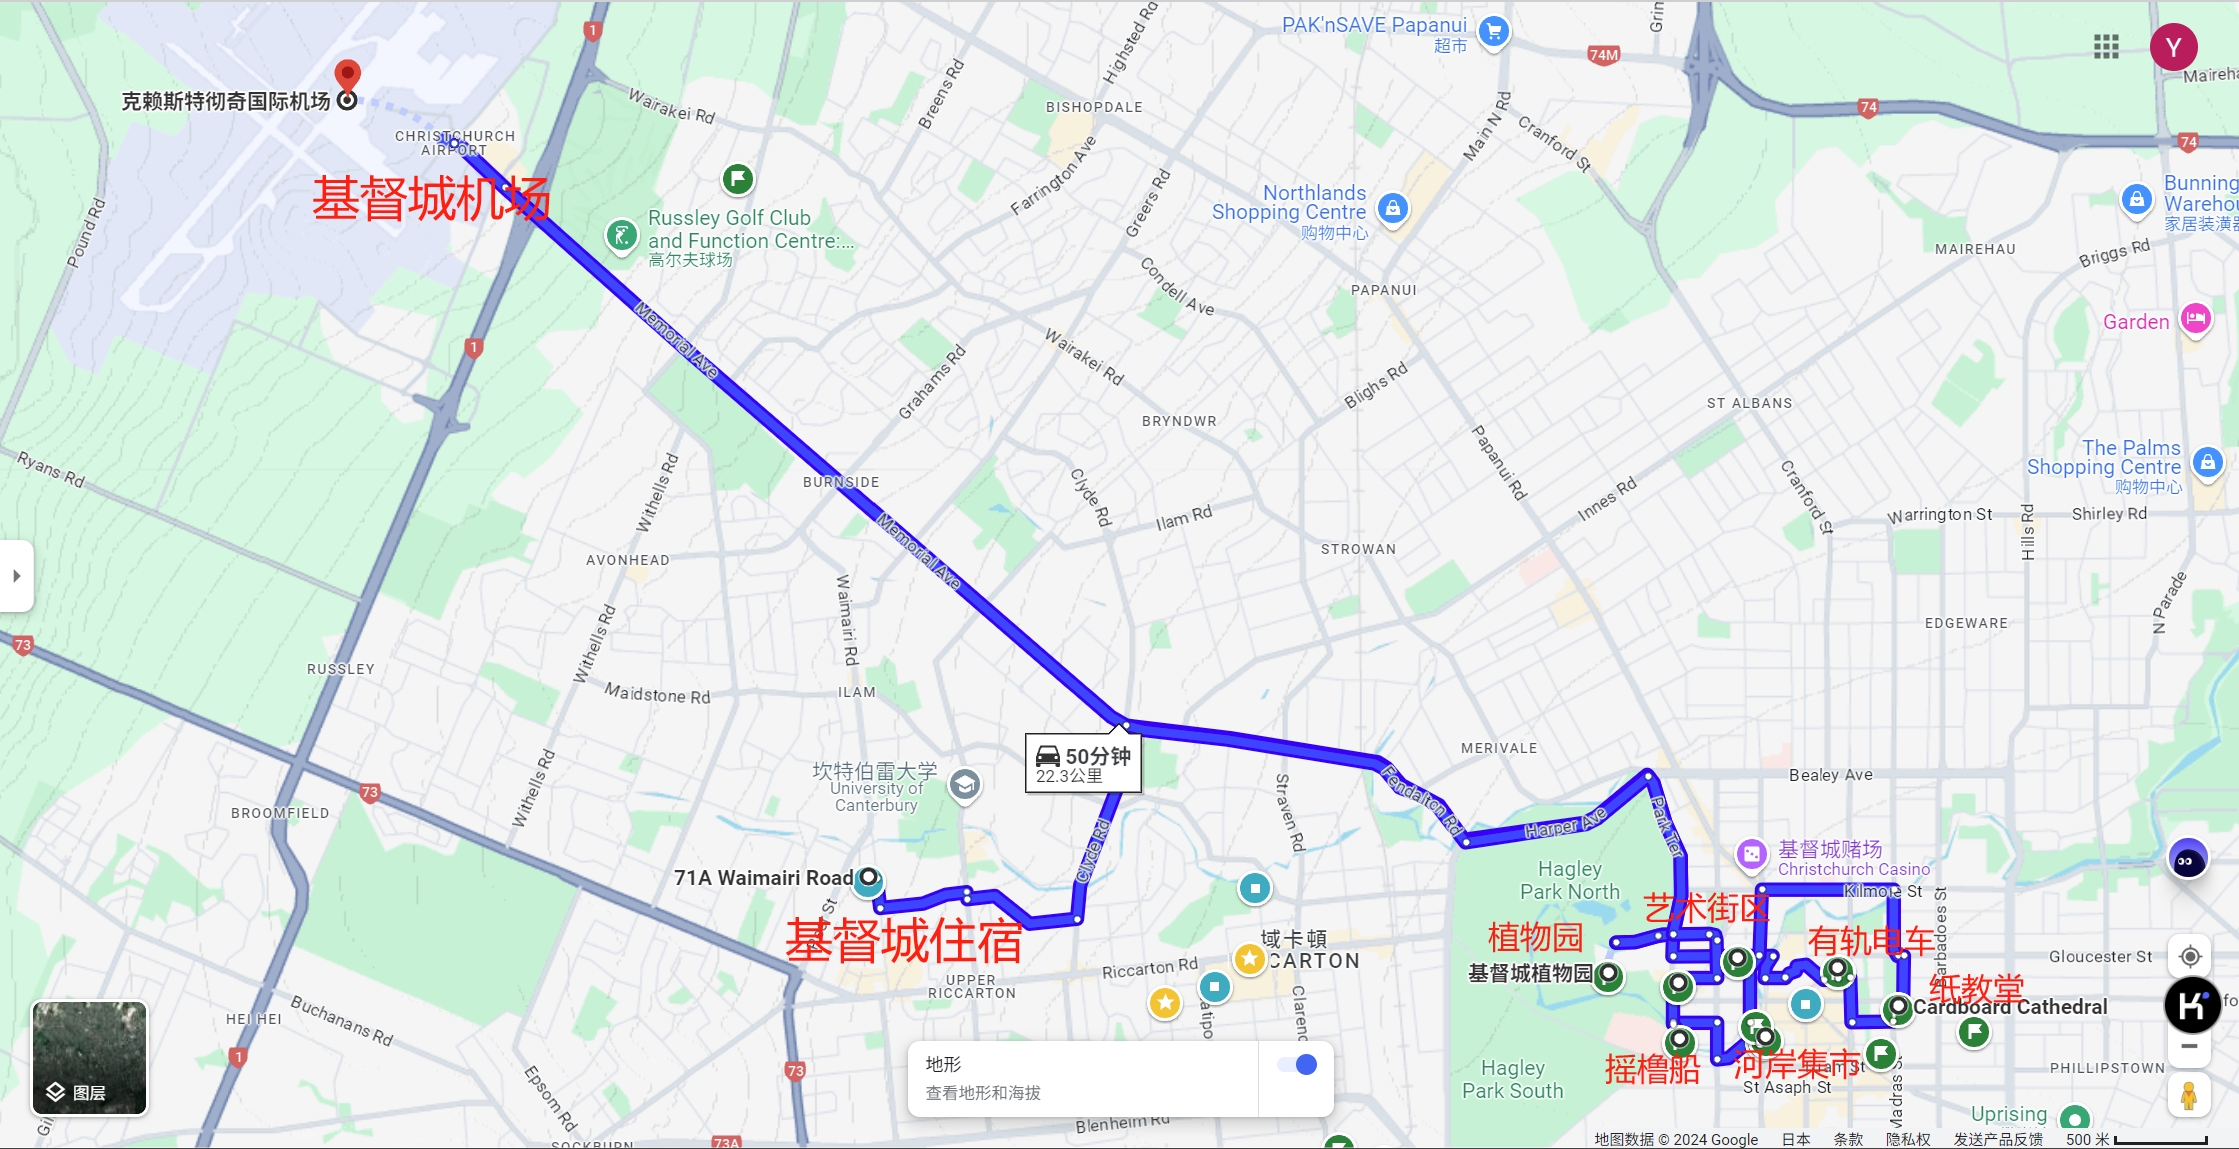 PAK'nSAVE Papanui
超市
74M
Y
1
Highsted Rd
Breens Rd
Wairakei Rd
克赖斯特彻奇国际机场
CHRISTCHURCH
AIRPORT
基督城机场
BISHOPDALE
Main N Rd
Cranford St
74
74
Pound Rd
Russley Golf Club
and Function Centre:...
高尔夫球场
Farrington Ave
Greers Rd
Northlands
Shopping Centre
购物中心
MAIREHAU
Briggs Rd
Condell Ave
PAPANUI
Garden
Memorial Ave
1
Wairakei Rd
Grahams Rd
Blighs Rd
ST ALBANS
BRYNDWR
Papanui Rd
The Palms
Shopping Centre
购物中心
Ryans Rd
Withells Rd
BURNSIDE
Clyde Rd
Ilam Rd
Innes Rd
Cranford St
Warrington St
Shirley Rd
Hills Rd
Memorial Ave
STROWAN
AVONHEAD
Waimairi Rd
N Parade
EDGEWARE
Withells Rd
73
RUSSLEY
Maidstone Rd
ILAM
50分钟
22.3公里
MERIVALE
Bealey Ave
坎特伯雷大学
University of
Canterbury
Withells Rd
73
BROOMFIELD
Straven Rd
Fendalton Rd
Harper Ave
Park Ter
Clyde Rd
基督城赌场
Christchurch Casino
Hagley
Park North
71A Waimairi Road
Kilmore St
Barbadoes St
艺术街区
基督城住宿
植物园
有轨电车
Gloucester St
基督城植物园
域卡頓
CARTON
Riccarton Rd
UPPER
RICCARTON
纸教堂
Cardboard Cathedral
HEI HEI
Buchanans Rd
1
图层
地形
查看地形和海拔
Epsom Rd
73
Hagley
Park South
摇橹船
河岸集市
St Asaph St
Madras St
PHILLIPSTOWN
Uprising
Blenheim Rd
SOCKBURN
73A
地图数据 © 2024 Google
日本
条款
隐私权
发送产品反馈
500 米